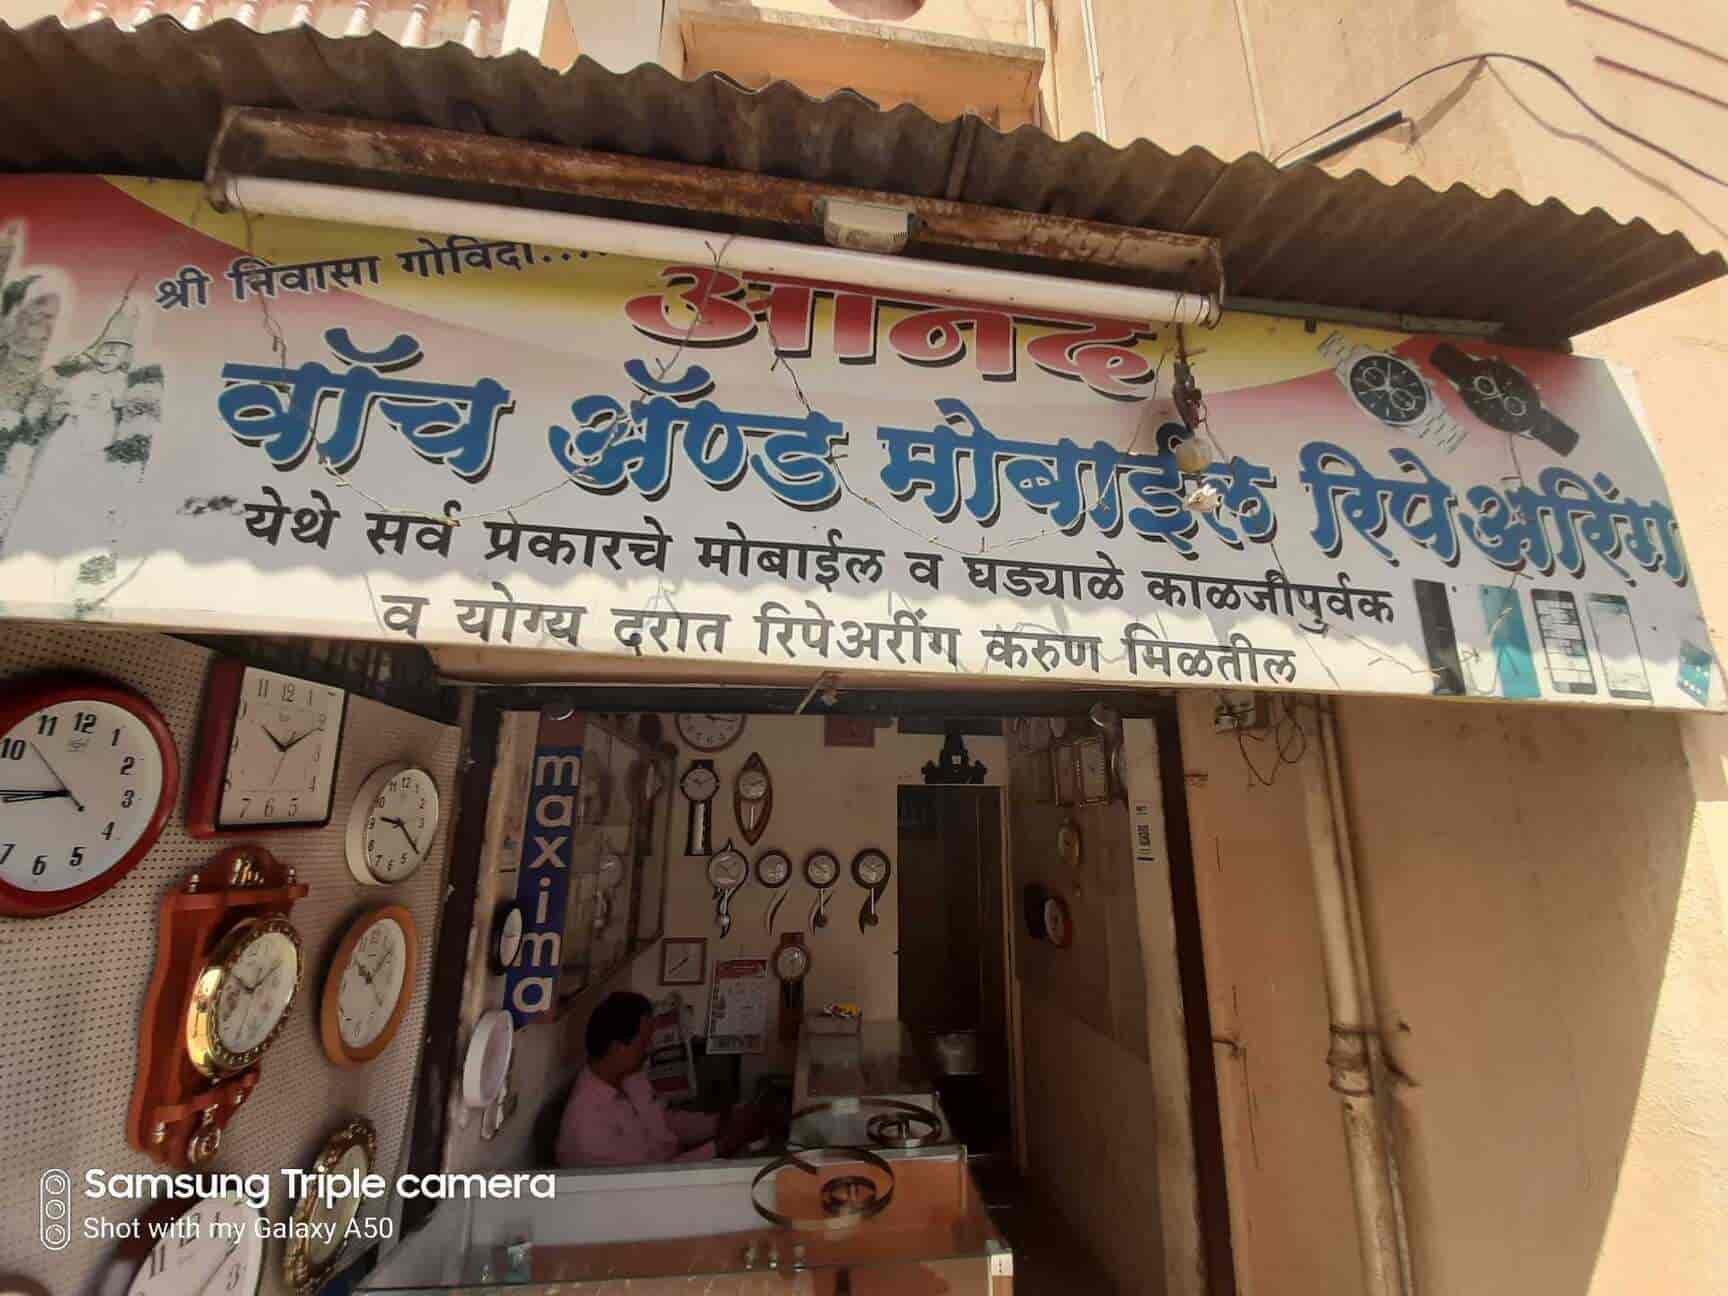 श्री निवासा गोविंदा....
आनंद
वॉच ॲण्ड मोबाईल रिपेअरिंग
येथे सर्व प्रकारचे मोबाईल व घड्याळे काळजीपुर्वक
व योग्य दरात रिपेअरींग करुण मिळतील
maxima
Samsung Triple camera
Shot with my Galaxy A50